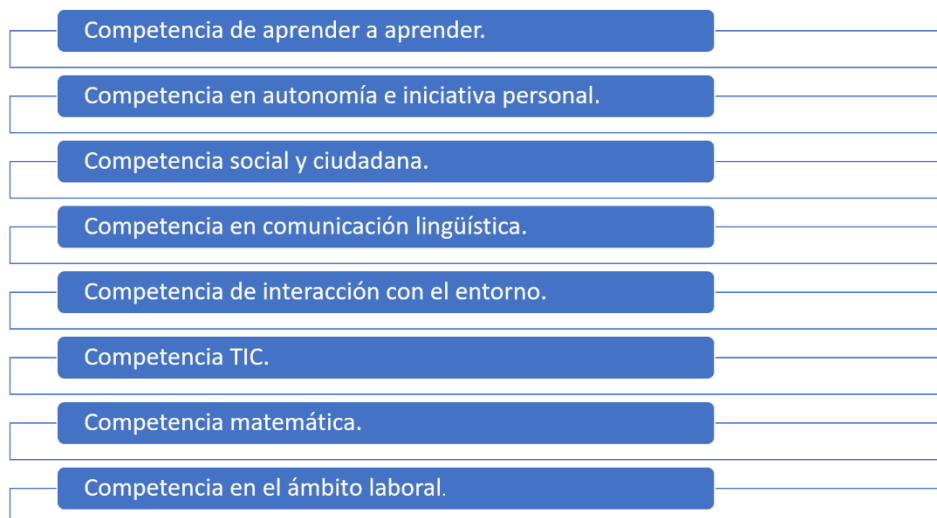 Competencia de aprender a aprender.
Competencia en autonomía e iniciativa personal.
Competencia social y ciudadana.
Competencia en comunicación lingüística.
Competencia de interacción con el entorno.
Competencia TIC.
Competencia matemática.
Competencia en el ámbito laboral.